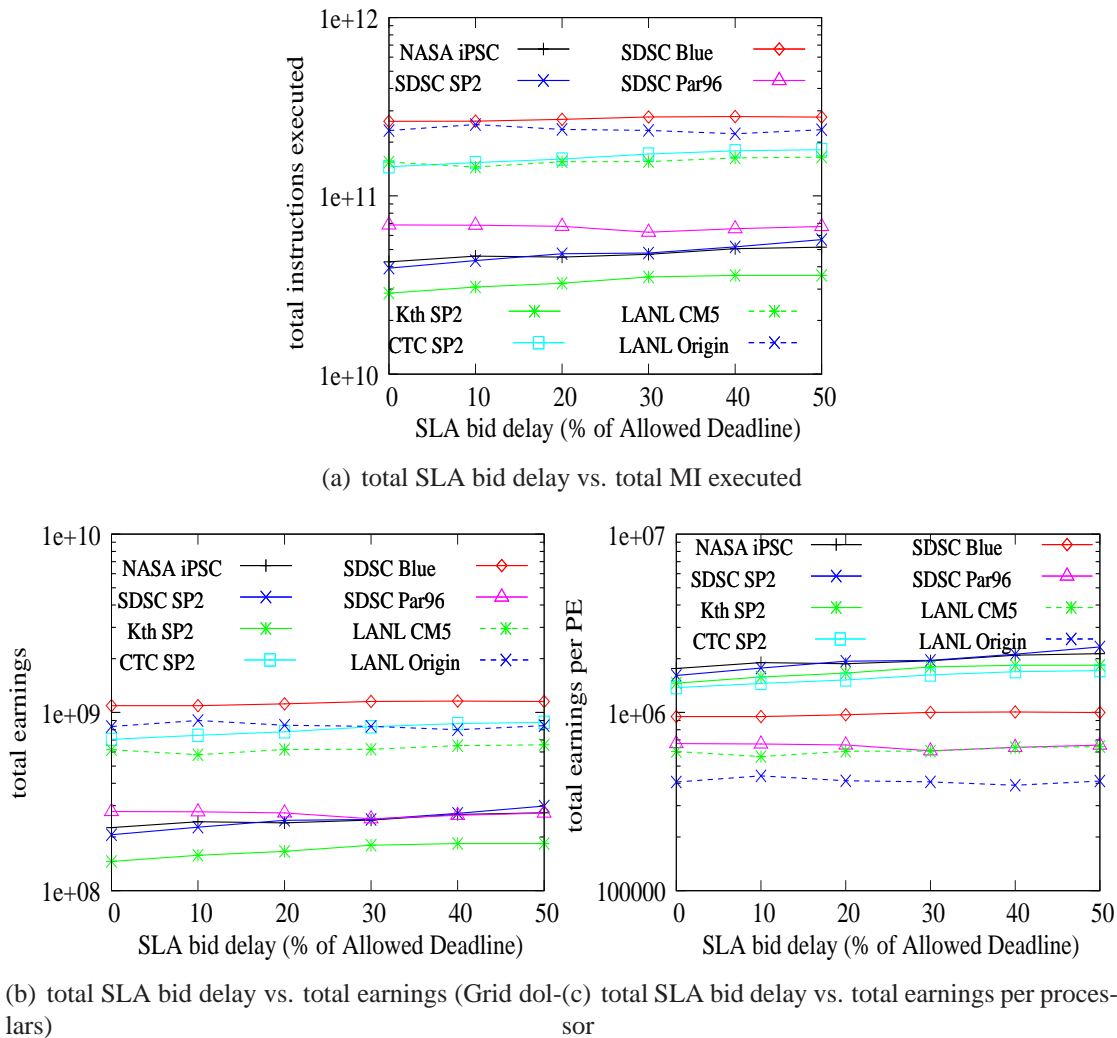 1e+12
NASA iPSC SDSC Blue
SDSC SP2 SDSC Par96
1e+11
total instructions executed
Kth SP2 LANL CM5
CTC SP2 LANL Origin
1e+10
0 10 20 30 40 50
SLA bid delay (% of Allowed Deadline)
(a) total SLA bid delay vs. total MI executed
1e+10
NASA iPSC SDSC Blue
SDSC SP2 SDSC Par96
Kth SP2 LANL CM5
CTC SP2 LANL Origin
total earnings
1e+09
1e+08
0 10 20 30 40 50
SLA bid delay (% of Allowed Deadline)
1e+07
NASA iPSC SDSC Blue
SDSC SP2 SDSC Par96
Kth SP2 LANL CM5
CTC SP2 LANL Origin
total earnings per PE
1e+06
100000
0 10 20 30 40 50
SLA bid delay (% of Allowed Deadline)
(b) total SLA bid delay vs. total earnings (Grid dol-
lars)
(c) total SLA bid delay vs. total earnings per proces-
sor